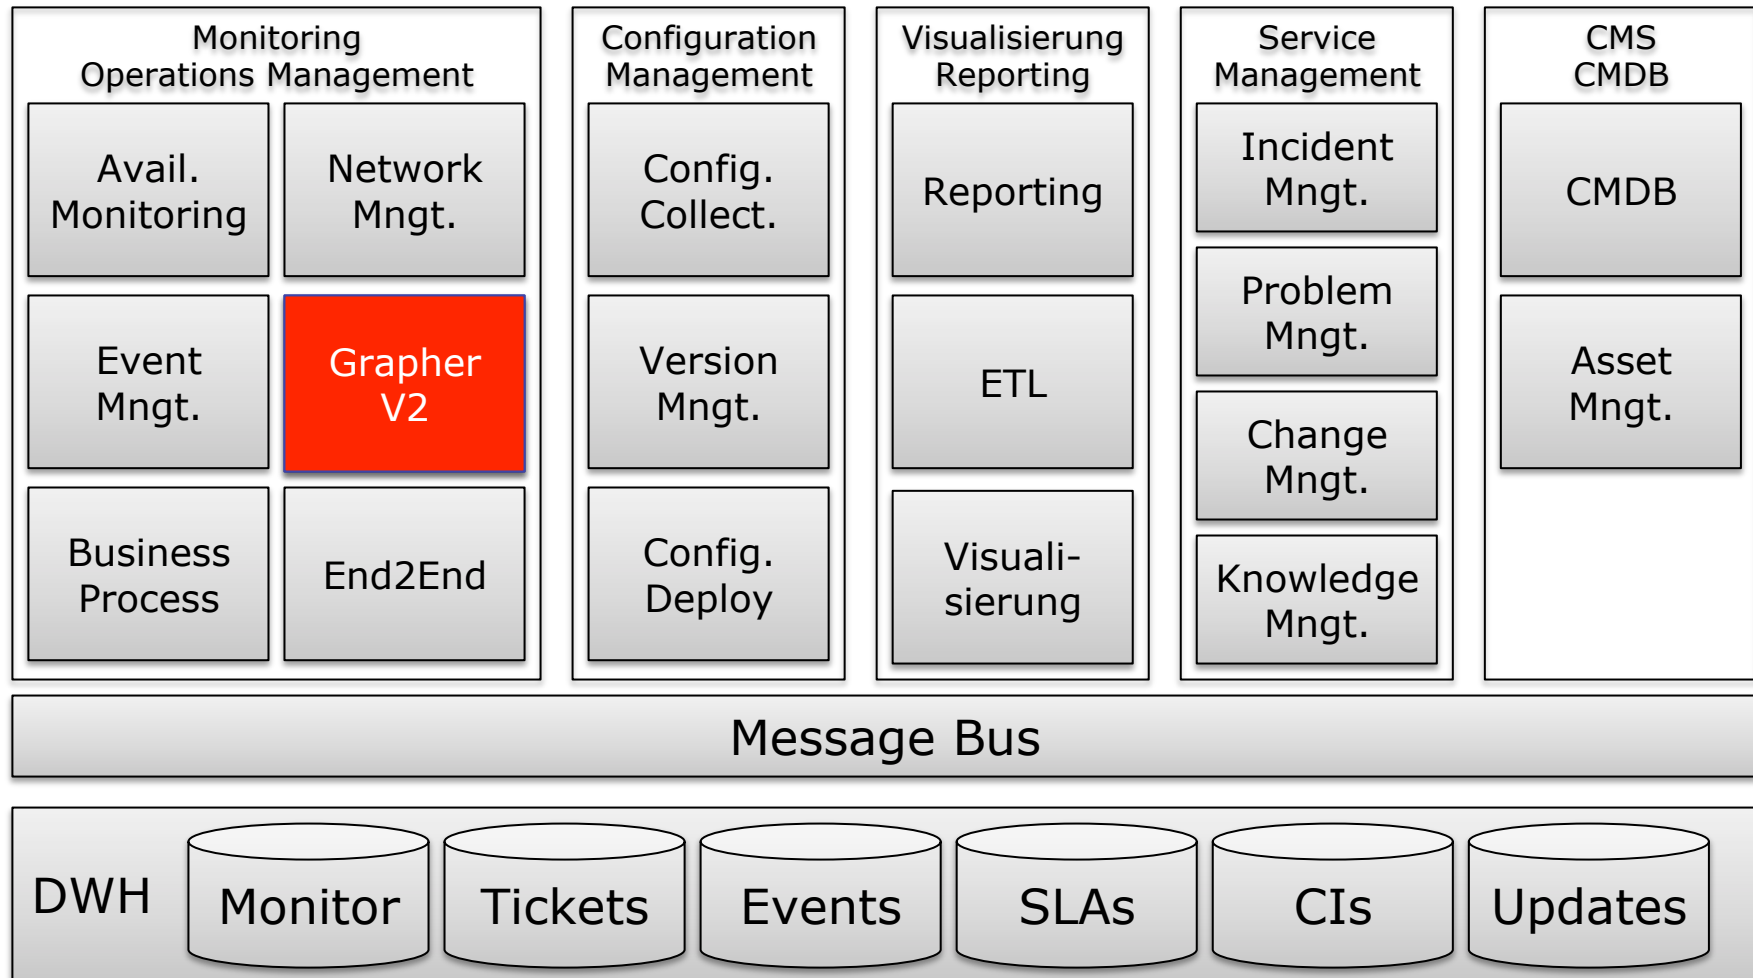 Monitoring
Operations Management
Avail.
Monitoring
Network
Mngt.
Event
Mngt.
Grapher
V2
Business
Process
End2End
Configuration
Management
Config.
Collect.
Version
Mngt.
Config.
Deploy
Visualisierung
Reporting
Reporting
ETL
Visuali-
sierung
Service
Management
Incident
Mngt.
Problem
Mngt.
Change
Mngt.
Knowledge
Mngt.
CMS
CMDB
CMDB
Asset
Mngt.
Message Bus
DWH
Monitor
Tickets
Events
SLAs
CIs
Updates